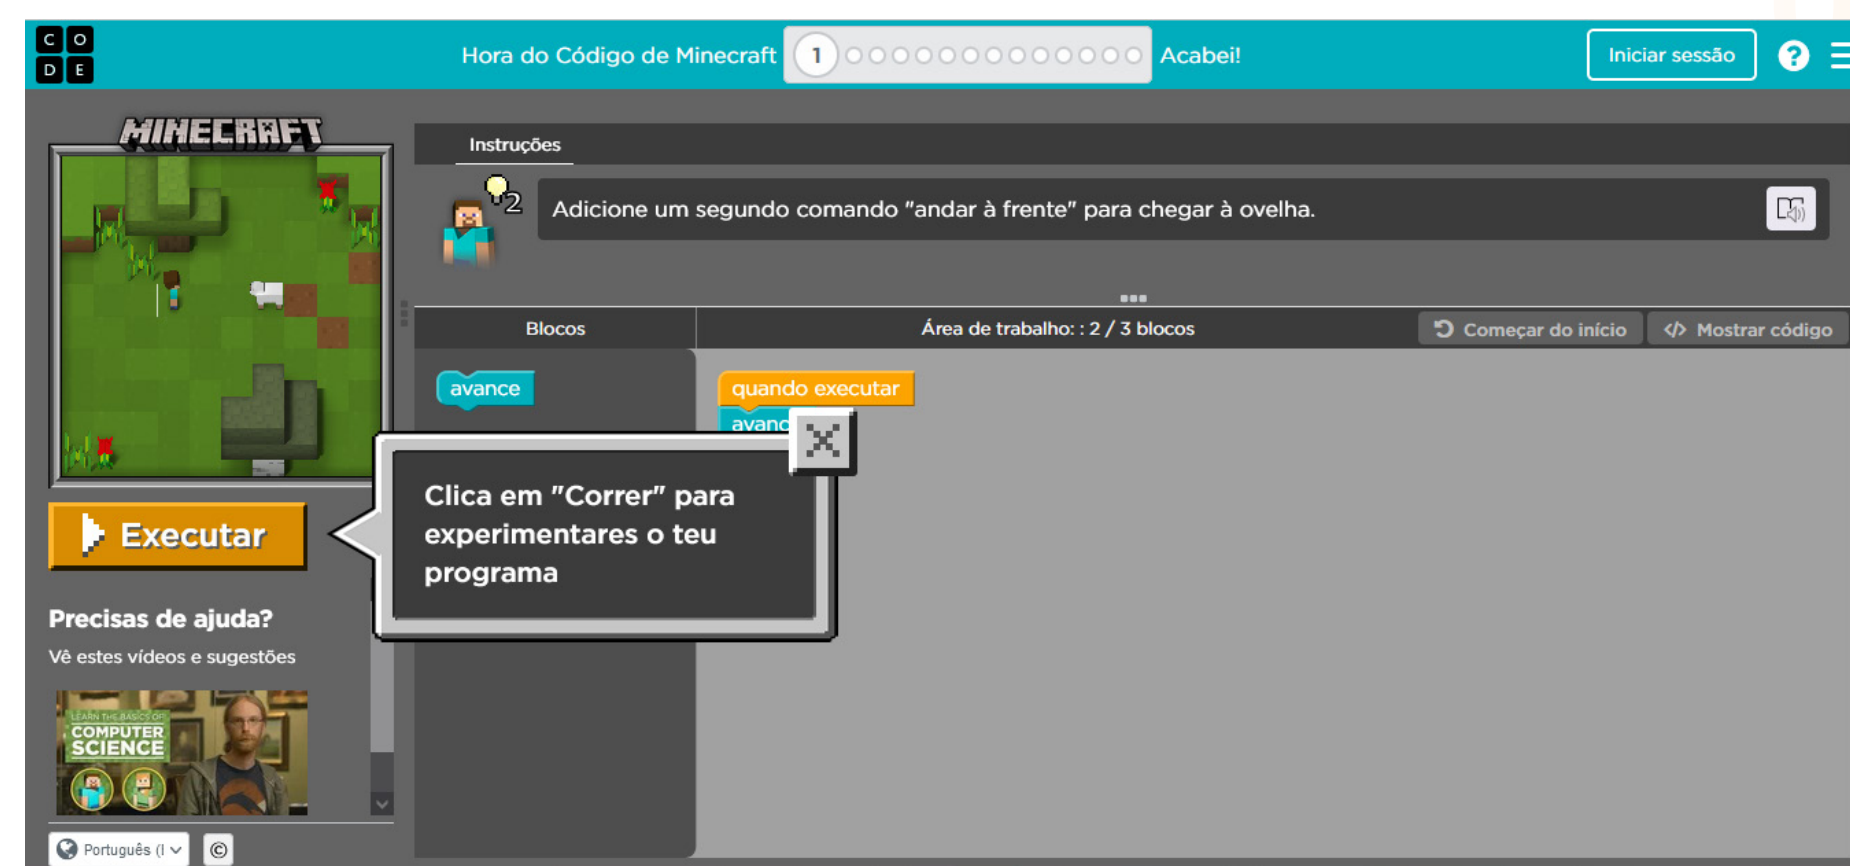 C O
D E
Hora do Código de Minecraft 1 Acabei!
Iniciar sessão ?
MINECRAFT
Instruções
2
Adicione um segundo comando "andar à frente" para chegar à ovelha.
Blocos
Área de trabalho: : 2 / 3 blocos
Começar do início
</> Mostrar código
avance
quando executar
Clica em "Correr" para
experimentares o teu
programa
Executar
Precisas de ajuda?
Vê estes vídeos e sugestões
LEARN THE BASICS OF
COMPUTER
SCIENCE
Português (
©